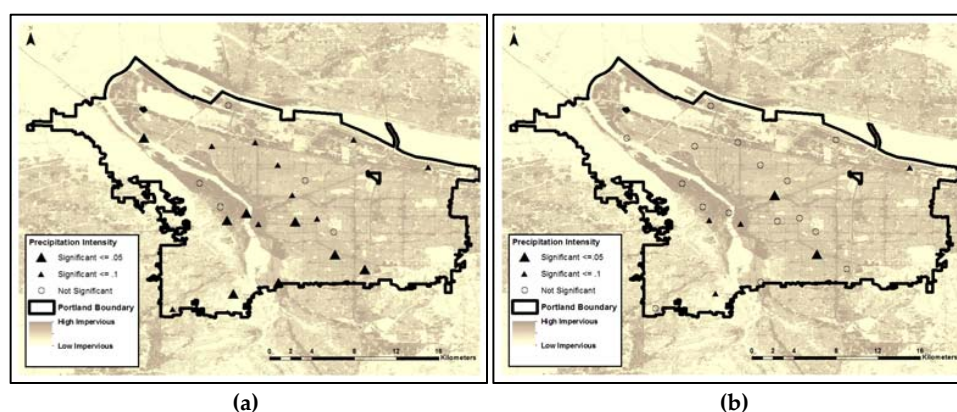 N
Precipitation Intensity
Significant <= .05
Significant <= .1
Not Significant
Portland Boundary
High Impervious
Low Impervious
0 2 4 8 12 16
Kilometers
(a)
N
Precipitation Intensity
Significant <= .05
Significant <= .1
Not Significant
Portland Boundary
High Impervious
Low Impervious
0 2 4 8 12 16
Kilometers
(b)